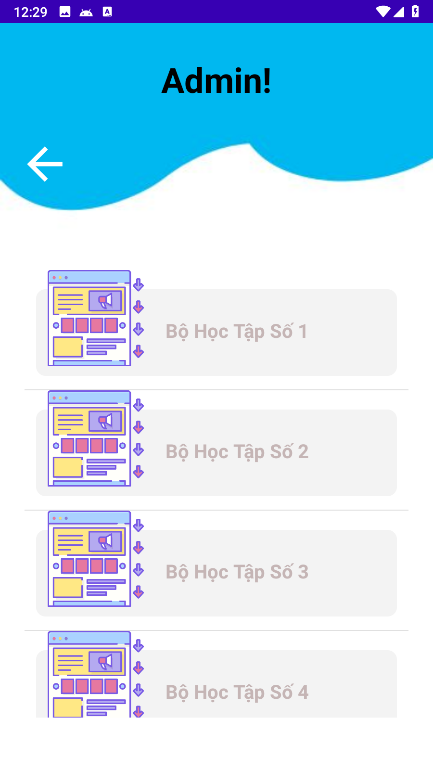 12:29
Admin!
Bộ Học Tập Số 1
Bộ Học Tập Số 2
Bộ Học Tập Số 3
Bộ Học Tập Số 4